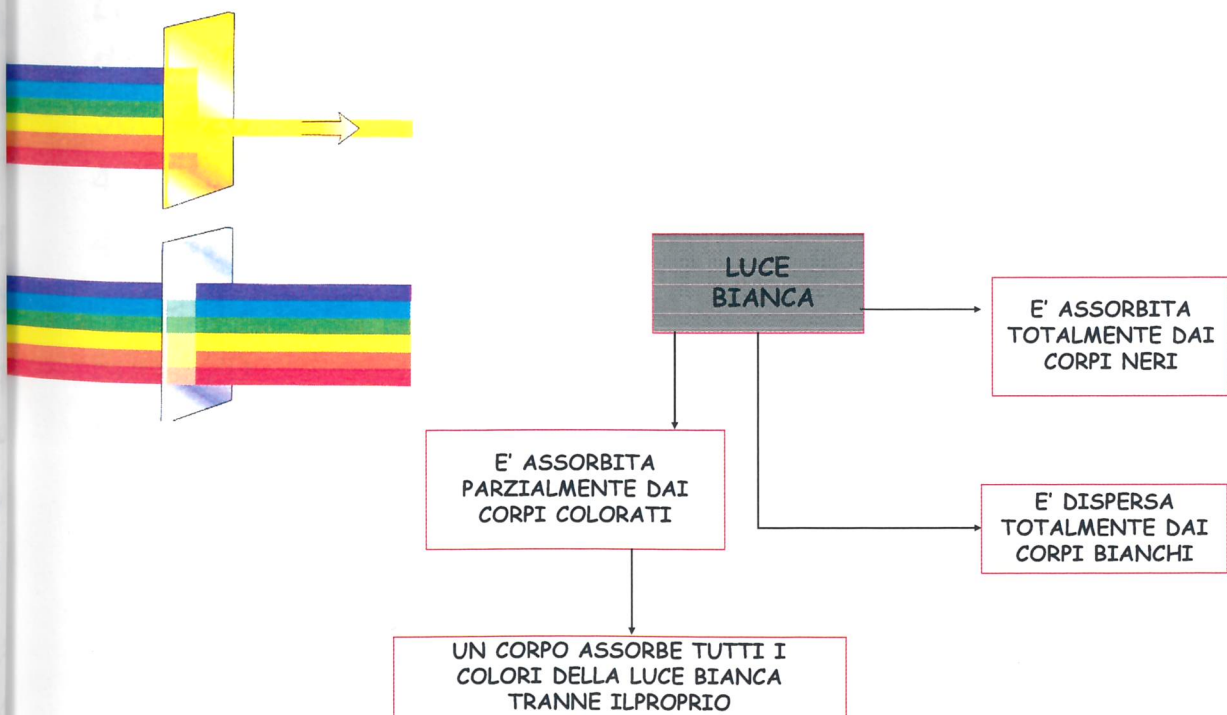 LUCE
BIANCA
E' ASSORBITA
TOTALMENTE DAI
CORPI NERI
E' ASSORBITA
PARZIALMENTE DAI
CORPI COLORATI
E' DISPERSA
TOTALMENTE DAI
CORPI BIANCHI
UN CORPO ASSORBE TUTTI I
COLORI DELLA LUCE BIANCA
TRANNE ILPROPRIO